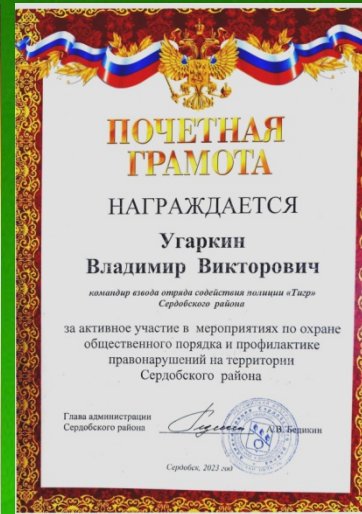 ПОЧЕТНАЯ
ГРАМОТА
НАГРАЖДАЕТСЯ
Угаркин
Владимир Викторович
командир взвода отряда содействия полиции «Тигр»
Сердобского района
за активное участие в мероприятиях по охране
общественного порядка и профилактике
правонарушений на территории
Сердобского района
Глава администрации
Сердобского района
А.В. Бедикин
Сердобск, 2023 год